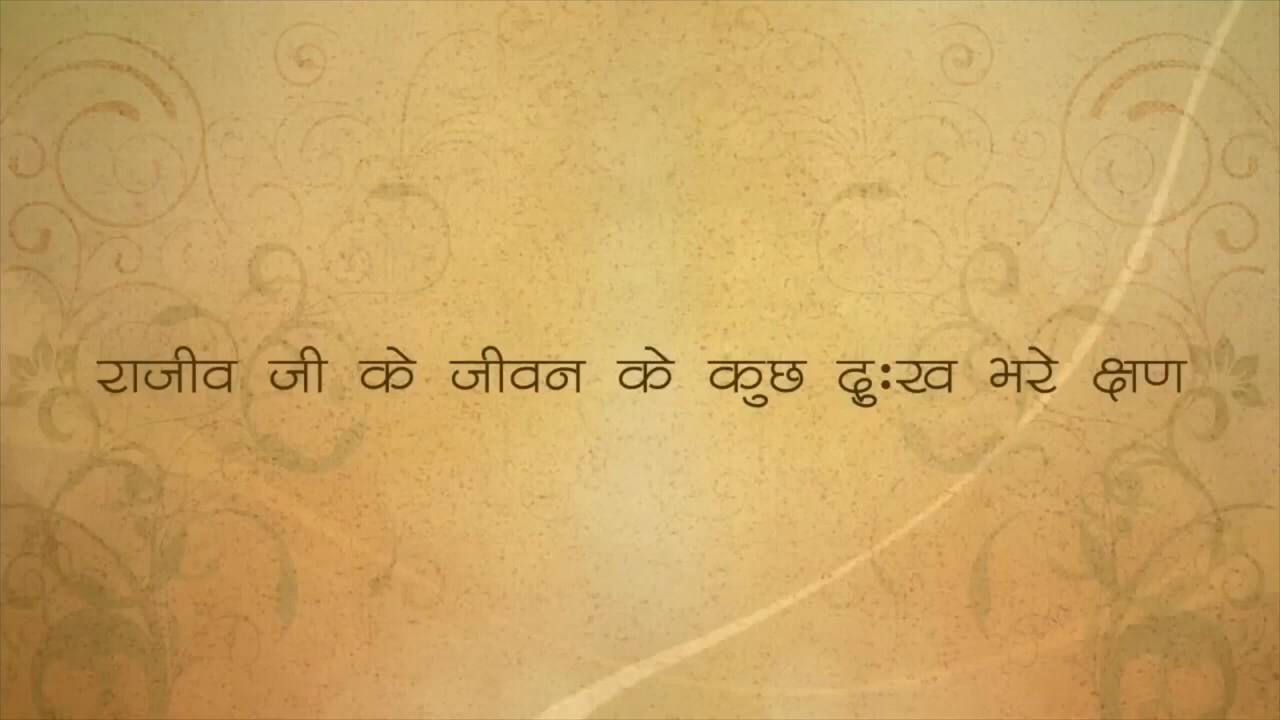 राजीव जी के जीवन के कुछ दुःख भरे क्षण